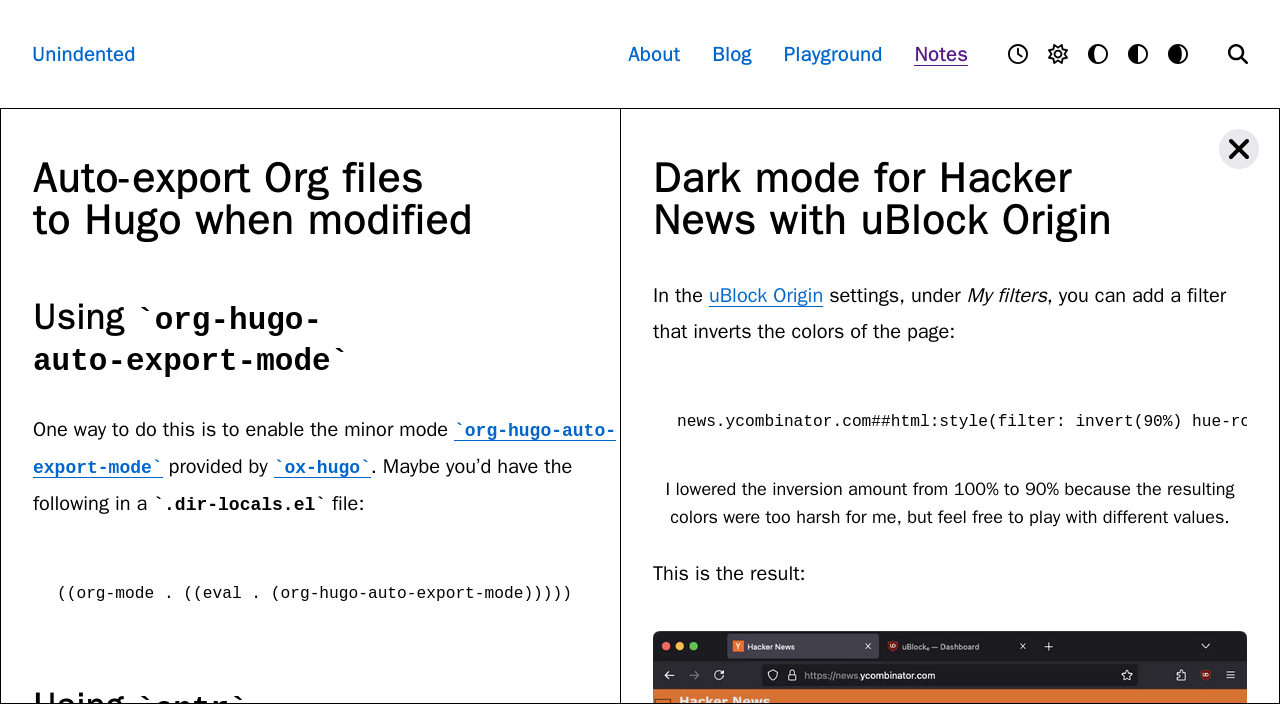 Unindented
About Blog Playground Notes
Auto-export Org files
to Hugo when modified
Using `org-hugo-
auto-export-mode`
One way to do this is to enable the minor mode `org-hugo-auto-
export-mode` provided by `ox-hugo`. Maybe you’d have the
following in a `.dir-locals.el` file:
((org-mode . ((eval . (org-hugo-auto-export-mode)))))
Using `entr`
Dark mode for Hacker
News with uBlock Origin
In the uBlock Origin settings, under My filters, you can add a filter
that inverts the colors of the page:
news.ycombinator.com##html:style(filter: invert(90%) hue-ro
I lowered the inversion amount from 100% to 90% because the resulting
colors were too harsh for me, but feel free to play with different values.
This is the result:
Hacker News
uBlock₀ — Dashboard
https://news.ycombinator.com
Hacker News